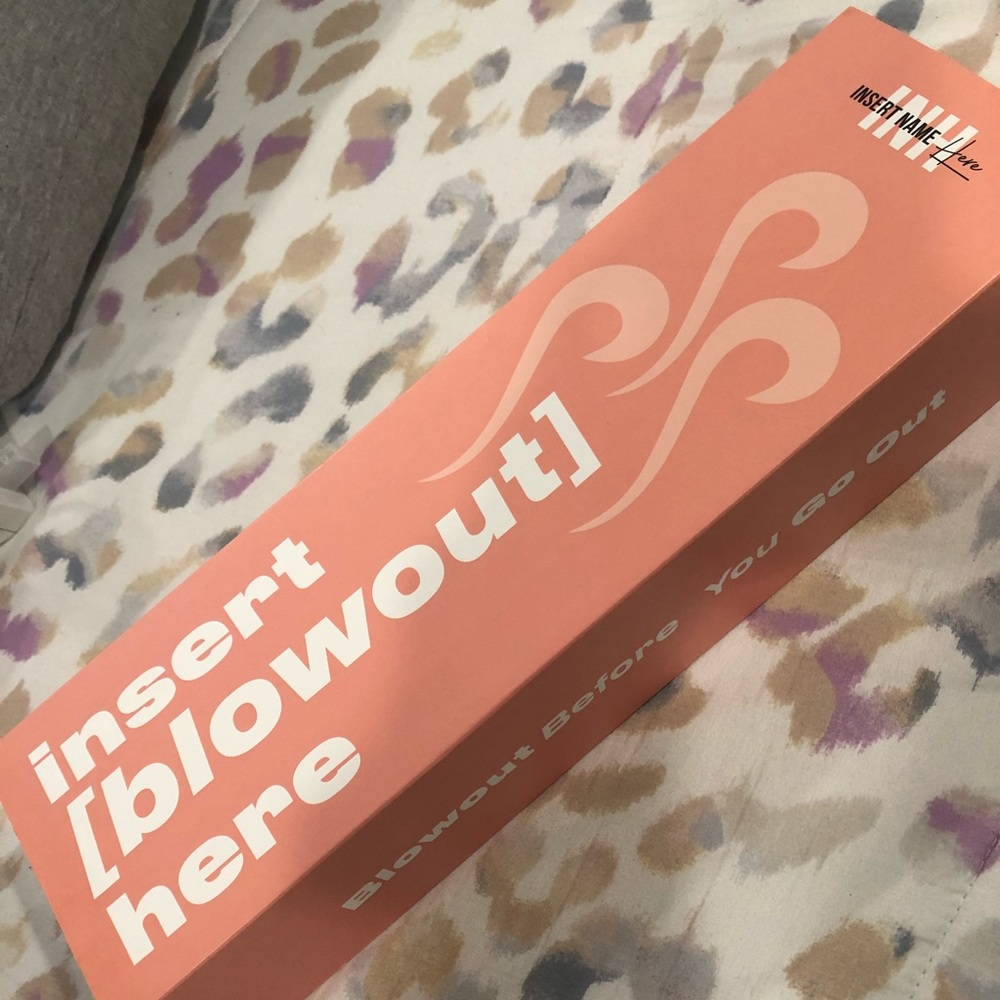 INH
INSERT NAME Here
insert
[blowout]
here
Blowout Before You Go Out